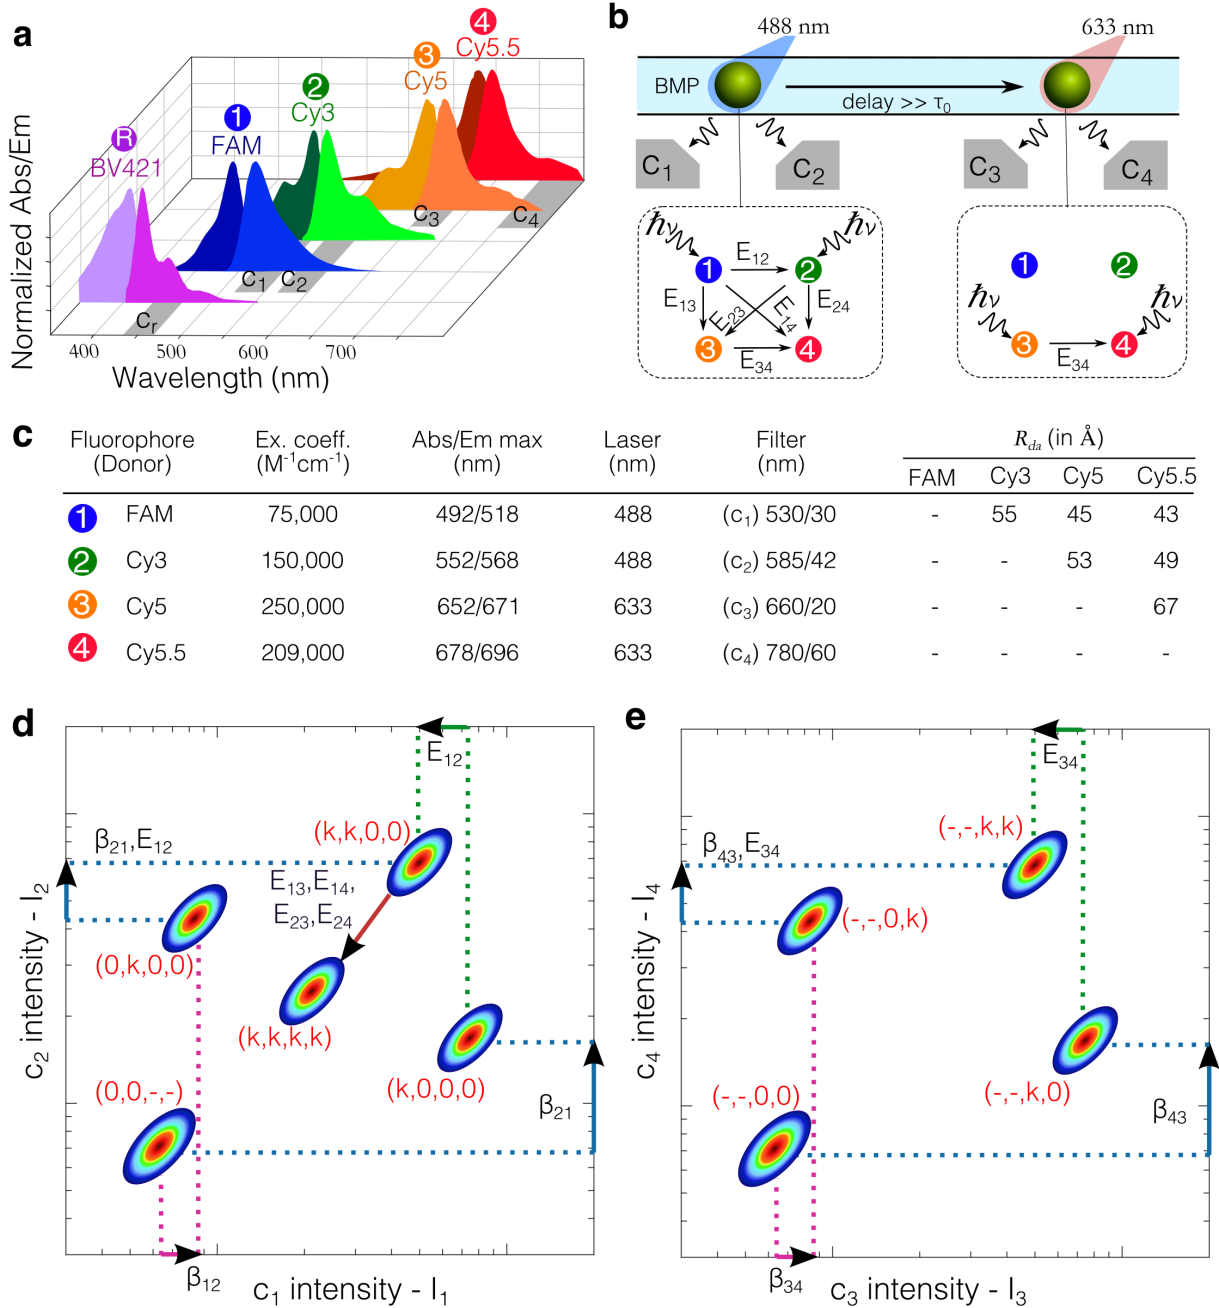 a
4
Cy5.5
3
Cy5
2
Cy3
1
FAM
R
BV421
Normalized Abs/Em
C₃
C₄
C₁
C₂
Cᵣ
400
500
600
700
Wavelength (nm)
b
488 nm
633 nm
BMP
delay >> τ₀
C₁
C₂
C₃
C₄
ℏν
ℏν
1
E₁₂
2
E₁₃
E₂₃
E₁₄
E₂₄
3
E₃₄
4
1
2
ℏν
ℏν
3
E₃₄
4
c
Fluorophore (Donor)
Ex. coeff. (M⁻¹cm⁻¹)
Abs/Em max (nm)
Laser (nm)
Filter (nm)
R_da (in Å)
FAM Cy3 Cy5 Cy5.5
1 FAM 75,000 492/518 488 (c₁) 530/30 - 55 45 43
2 Cy3 150,000 552/568 488 (c₂) 585/42 - - 53 49
3 Cy5 250,000 652/671 633 (c₃) 660/20 - - - 67
4 Cy5.5 209,000 678/696 633 (c₄) 780/60 - - - -
d
E₁₂
β₂₁,E₁₂
(k,k,0,0)
E₁₃,E₁₄,
E₂₃,E₂₄
(0,k,0,0)
(k,k,k,k)
(k,0,0,0)
(0,0,-,-)
β₂₁
β₁₂
c₂ intensity - I₂
c₁ intensity - I₁
e
E₃₄
(-,-,k,k)
β₄₃,E₃₄
(-,-,0,k)
(-,-,0,0)
(-,-,k,0)
β₄₃
β₃₄
c₄ intensity - I₄
c₃ intensity - I₃